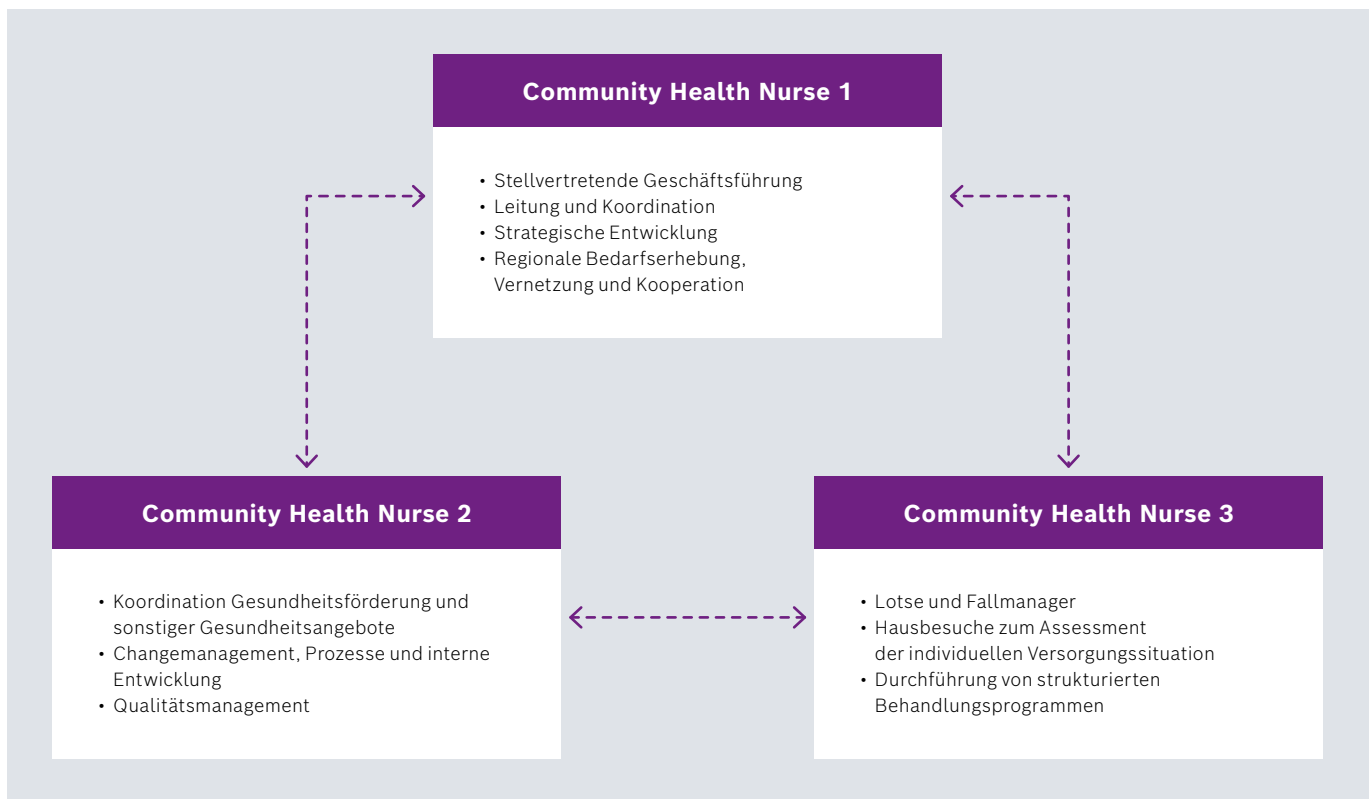 Community Health Nurse 1
• Stellvertretende Geschäftsführung
• Leitung und Koordination
• Strategische Entwicklung
• Regionale Bedarfserhebung,
Vernetzung und Kooperation
Community Health Nurse 2
• Koordination Gesundheitsförderung und
sonstiger Gesundheitsangebote
• Changemanagement, Prozesse und interne
Entwicklung
• Qualitätsmanagement
Community Health Nurse 3
• Lotse und Fallmanager
• Hausbesuche zum Assessment
der individuellen Versorgungssituation
• Durchführung von strukturierten
Behandlungsprogrammen